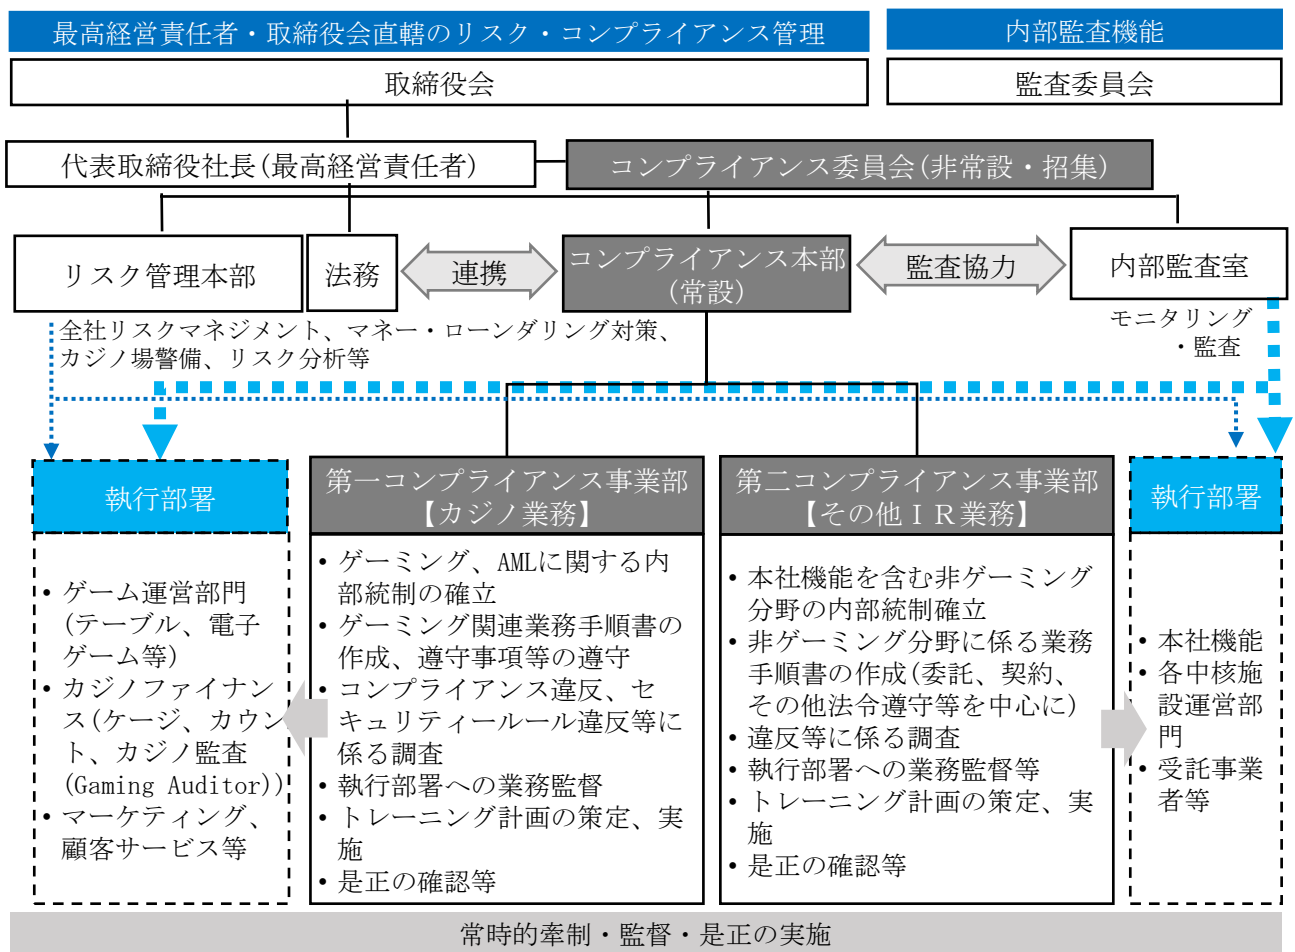 最高経営責任者・取締役会直轄のリスク・コンプライアンス管理
内部監査機能
取締役会
監査委員会
代表取締役社長(最高経営責任者)
コンプライアンス委員会(非常設・招集)
リスク管理本部
法務
連携
コンプライアンス本部
(常設)
監査協力
内部監査室
全社リスクマネジメント、マネー・ローンダリング対策、
カジノ場警備、リスク分析等
モニタリング
・監査
執行部署
• ゲーム運営部門
(テーブル、電子
ゲーム等)
• カジノファイナン
ス(ケージ、カウン
ト、カジノ監査
(Gaming Auditor))
• マーケティング、
顧客サービス等
第一コンプライアンス事業部
【カジノ業務】
• ゲーミング、AMLに関する内
部統制の確立
• ゲーミング関連業務手順書の
作成、遵守事項等の遵守
• コンプライアンス違反、セ
キュリティールール違反等に
係る調査
• 執行部署への業務監督
• トレーニング計画の策定、実
施
• 是正の確認等
第二コンプライアンス事業部
【その他ＩＲ業務】
• 本社機能を含む非ゲーミング
分野の内部統制確立
• 非ゲーミング分野に係る業務
手順書の作成(委託、契約、
その他法令遵守等を中心に)
• 違反等に係る調査
• 執行部署への業務監督等
• トレーニング計画の策定、実
施
• 是正の確認等
執行部署
• 本社機能
• 各中核施
設運営部
門
• 受託事業
者等
常時的牽制・監督・是正の実施